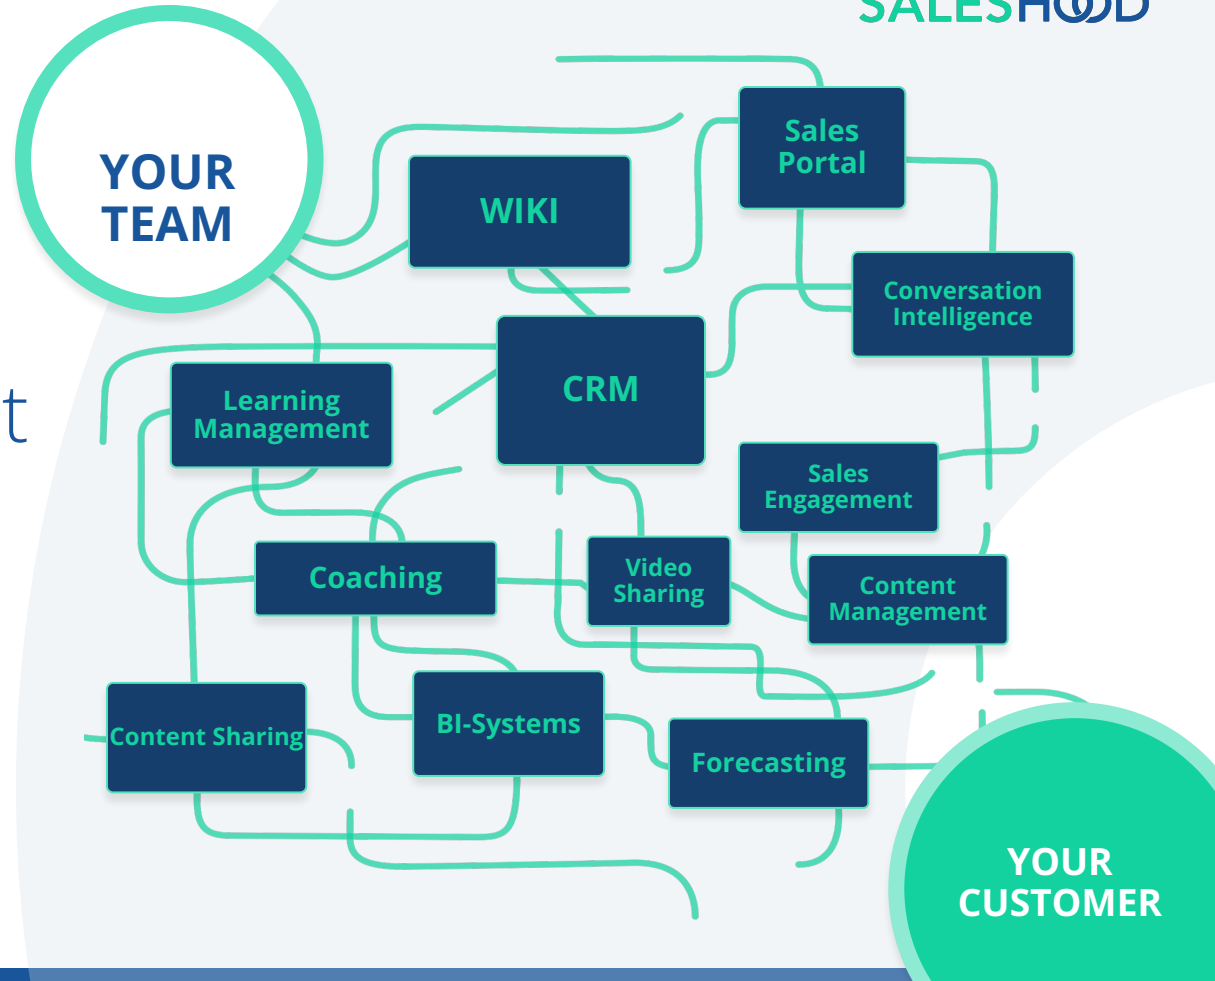 SALESHOOD
YOUR
TEAM
Sales
Portal
WIKI
Conversation
Intelligence
CRM
Learning
Management
t
Sales
Engagement
Coaching
Video
Sharing
Content
Management
Content Sharing
BI-Systems
Forecasting
YOUR
CUSTOMER